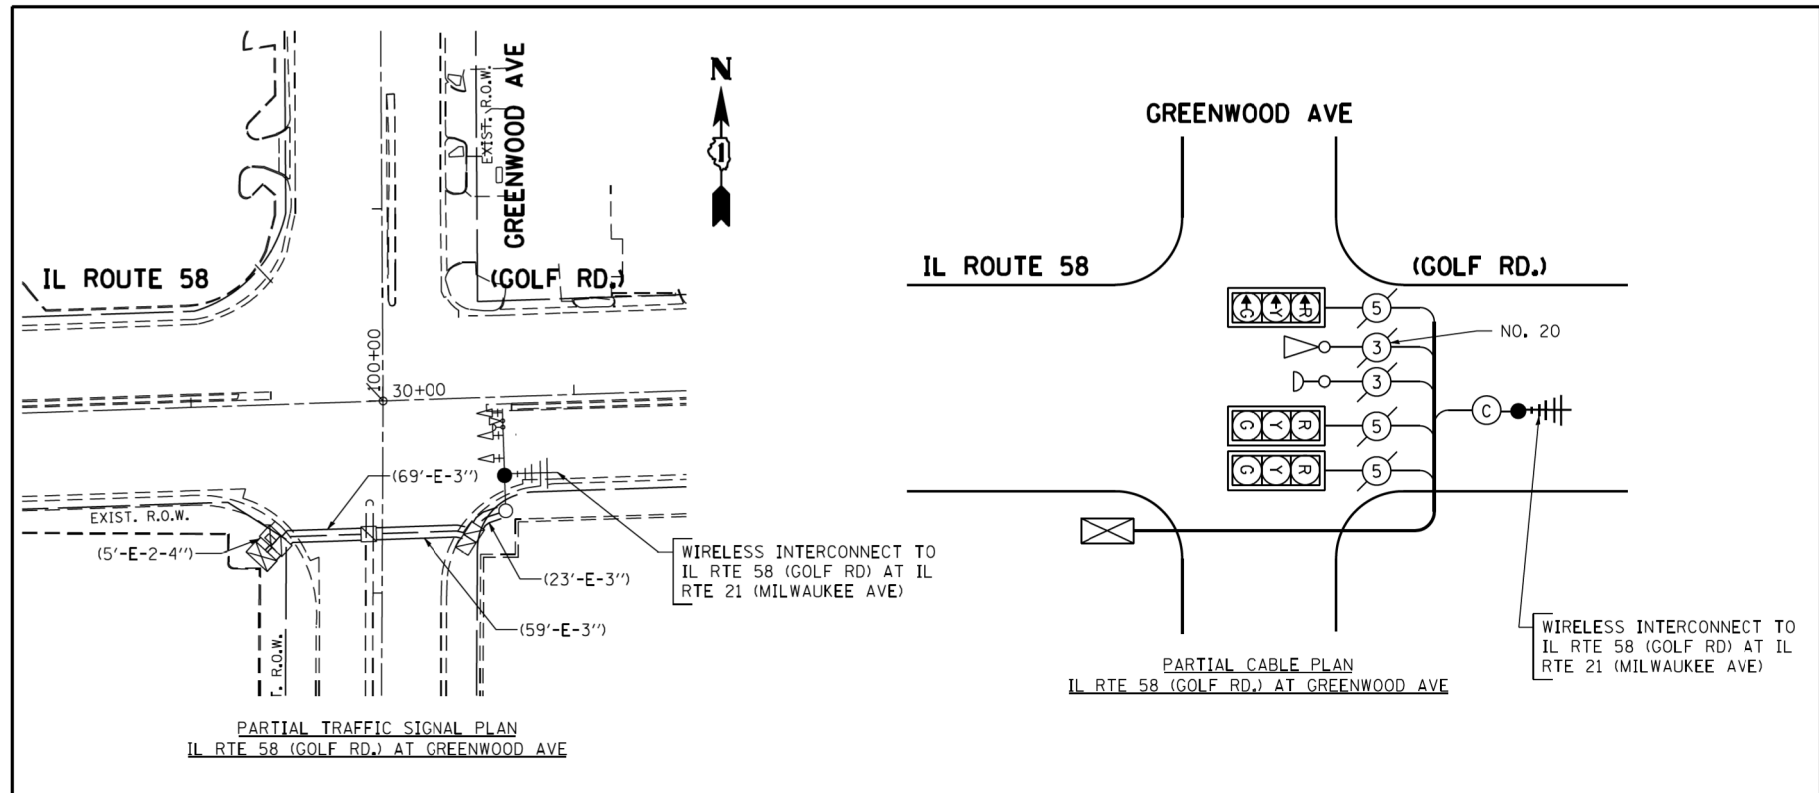 GREENWOOD AVE
EXIST. R.O.W.
N
1
IL ROUTE 58
(GOLF RD.)
100+00
30+00
(69'-E-3'')
EXIST. R.O.W.
(5'-E-2-4'')
(23'-E-3'')
(59'-E-3'')
WIRELESS INTERCONNECT TO
IL RTE 58 (GOLF RD) AT IL
RTE 21 (MILWAUKEE AVE)
T. R.O.W.
PARTIAL TRAFFIC SIGNAL PLAN
IL RTE 58 (GOLF RD.) AT GREENWOOD AVE
GREENWOOD AVE
IL ROUTE 58
(GOLF RD.)
G Y R 5
3
NO. 20
3
C
G Y R 5
G Y R 5
WIRELESS INTERCONNECT TO
IL RTE 58 (GOLF RD) AT IL
RTE 21 (MILWAUKEE AVE)
PARTIAL CABLE PLAN
IL RTE 58 (GOLF RD.) AT GREENWOOD AVE